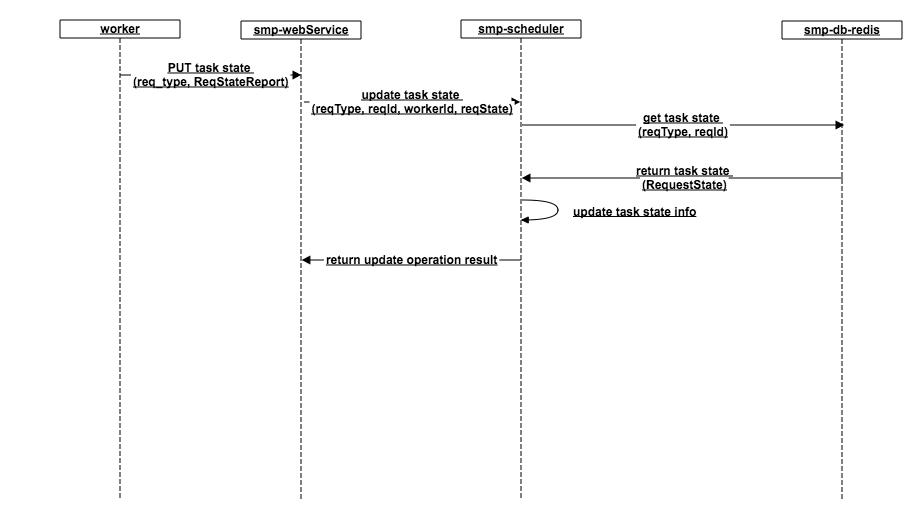 worker
smp-webService
smp-scheduler
smp-db-redis
PUT task state
(req_type, ReqStateReport)
update task state
(reqType, reqId, workerId, reqState)
get task state
(reqType, reqId)
return task state
(RequestState)
update task state info
return update operation result